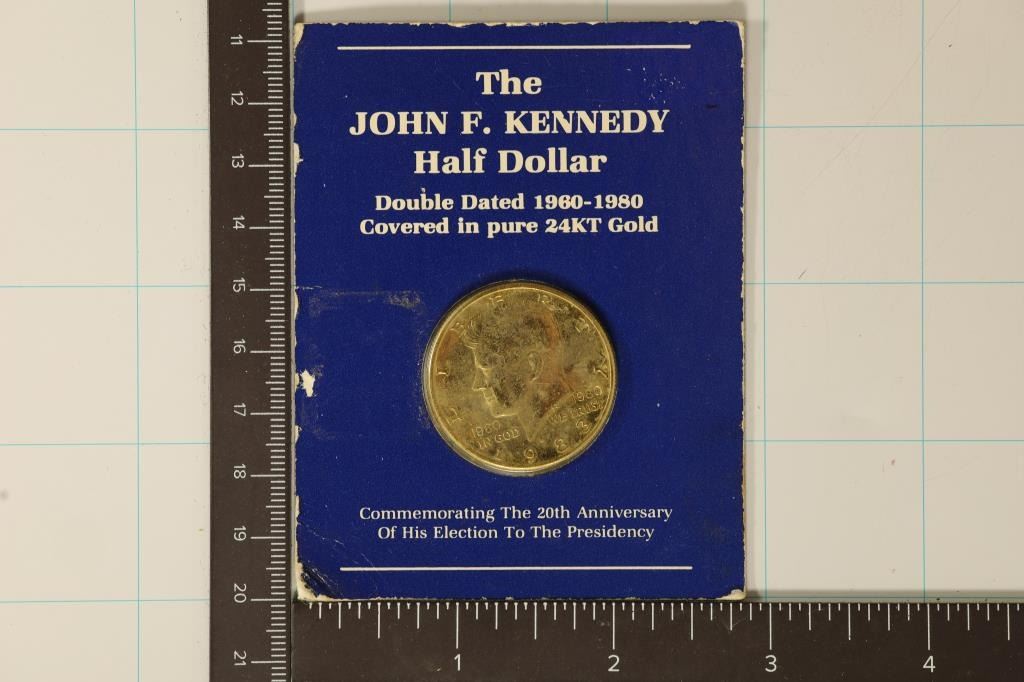 The
JOHN F. KENNEDY
Half Dollar
Double Dated 1960-1980
Covered in pure 24KT Gold
LIBERTY
1960
1980
IN GOD
WE TRUST
Commemorating The 20th Anniversary
Of His Election To The Presidency
11
12
13
14
15
16
17
18
19
20
21
1 2 3 4